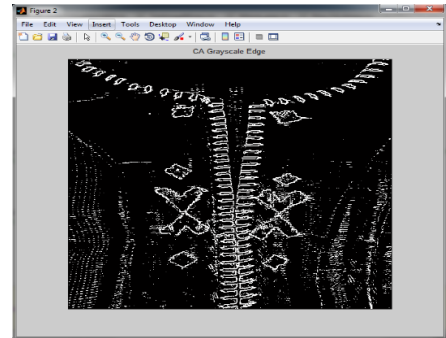 Figure 2
File Edit View Insert Tools Desktop Window Help
CA Grayscale Edge